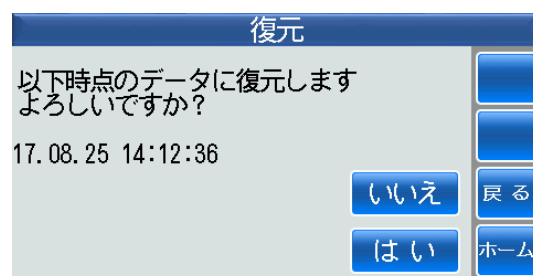 復元
以下時点のデータに復元します
よろしいですか？
17.08.25 14:12:36
いいえ
戻る
はい
ホーム